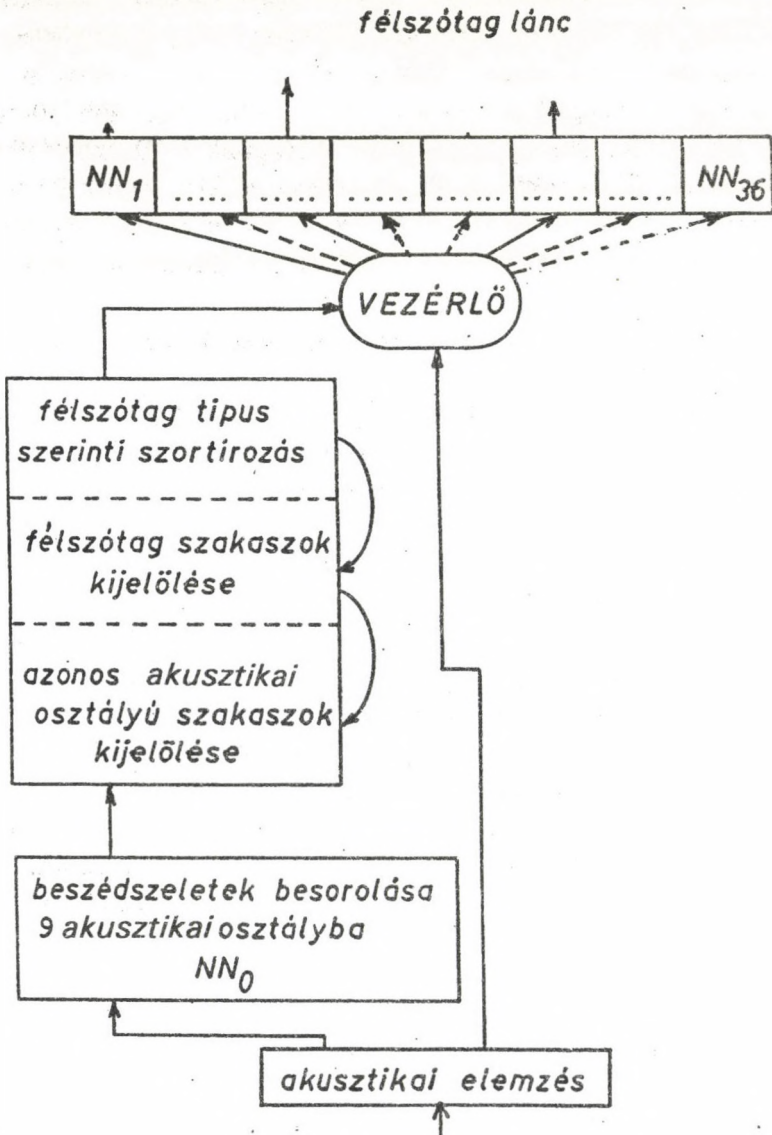 félszótag lánc
NN1 ...... ...... ...... ...... ...... ...... NN36
VEZÉRLŐ
félszótag tipus
szerinti szortírozás
félszótag szakaszok
kijelölése
azonos akusztikai
osztályú szakaszok
kijelölése
beszédszeletek besorolása
9 akusztikai osztályba
NN0
akusztikai elemzés